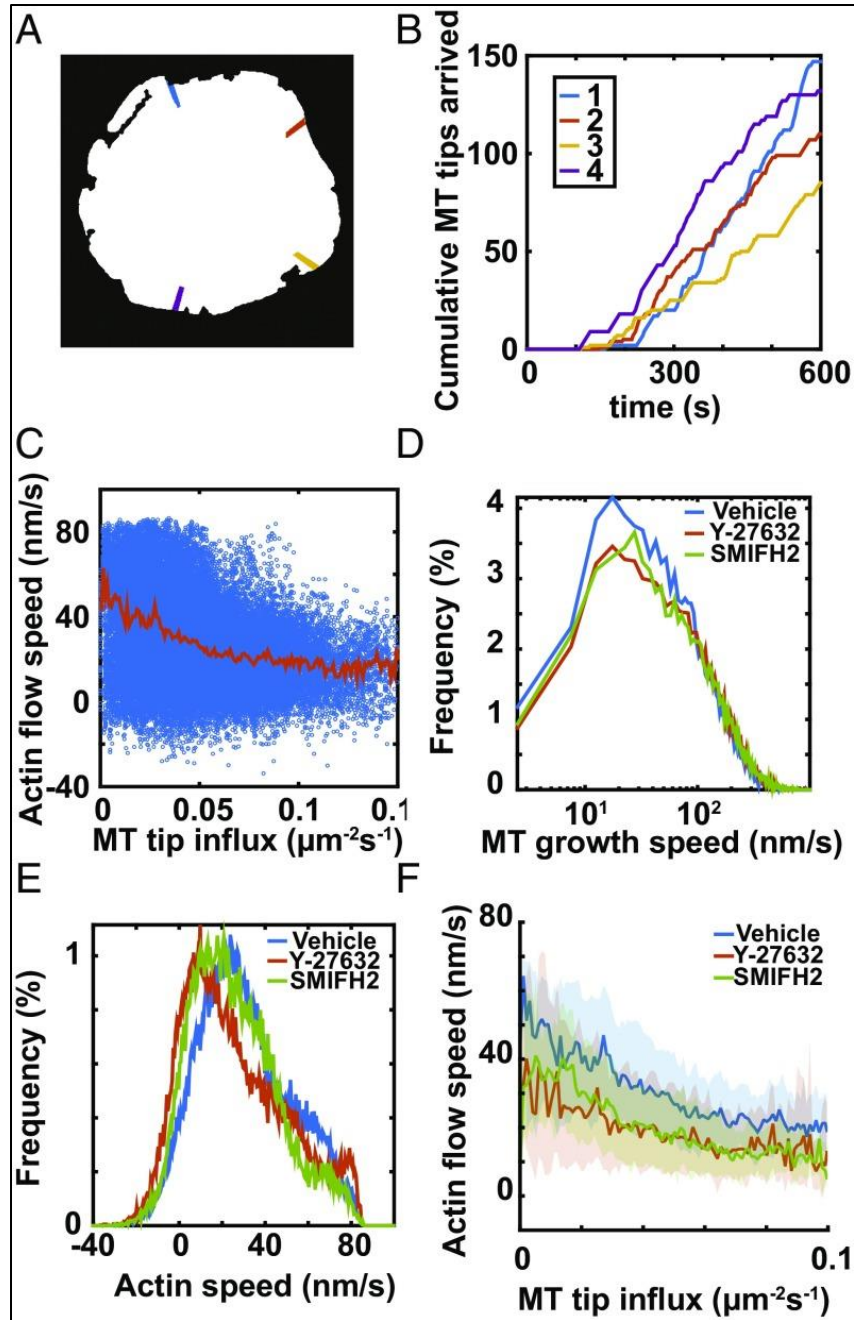 A
B
Cumulative MT tips arrived
150
100
50
0
1
2
3
4
0
300
600
time (s)
C
Actin flow speed (nm/s)
80
40
0
-40
0
0.05
0.1
0.1
MT tip influx (µm⁻²s⁻¹)
D
Frequency (%)
4
3
2
1
0
Vehicle
Y-27632
SMIFH2
10¹
10²
MT growth speed (nm/s)
E
Frequency (%)
1
0
Vehicle
Y-27632
SMIFH2
-40
0
40
80
Actin speed (nm/s)
F
Actin flow speed (nm/s)
80
40
0
Vehicle
Y-27632
SMIFH2
0
0.1
MT tip influx (µm⁻²s⁻¹)